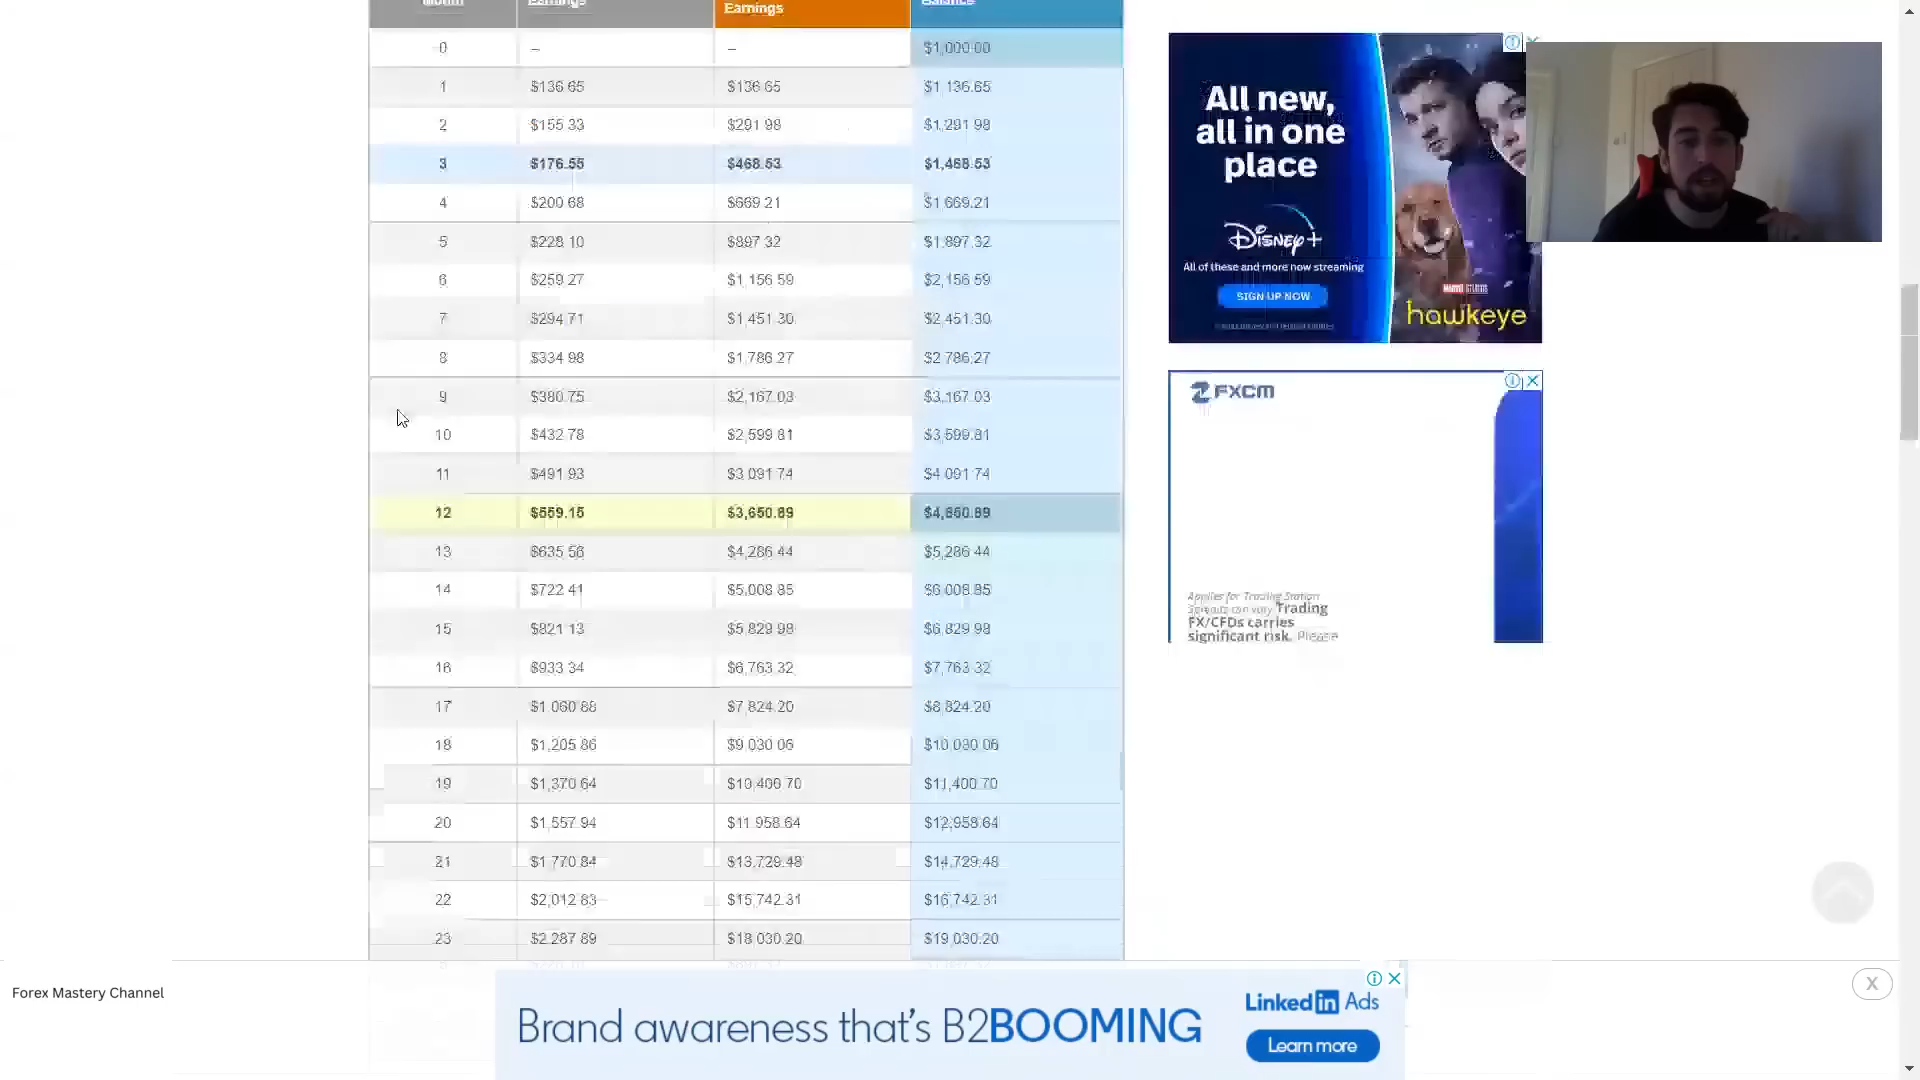 Earnings
Earnings
Balance
0 – – $1,000.00
1 $136.65 $136.65 $1,136.65
2 $155.33 $291.98 $1,291.98
3 $176.55 $468.53 $1,468.53
4 $200.68 $669.21 $1,669.21
5 $228.10 $897.32 $1,897.32
6 $259.27 $1,156.59 $2,156.59
7 $294.71 $1,451.30 $2,451.30
8 $334.98 $1,786.27 $2,786.27
9 $380.75 $2,167.03 $3,167.03
10 $432.78 $2,599.81 $3,599.81
11 $491.93 $3,091.74 $4,091.74
12 $559.15 $3,650.89 $4,650.89
13 $635.56 $4,286.44 $5,286.44
14 $722.41 $5,008.85 $6,008.85
15 $821.13 $5,829.98 $6,829.98
16 $933.34 $6,763.32 $7,763.32
17 $1,060.88 $7,824.20 $8,824.20
18 $1,205.86 $9,030.06 $10,030.06
19 $1,370.64 $10,400.70 $11,400.70
20 $1,557.94 $11,958.64 $12,958.64
21 $1,770.84 $13,729.48 $14,729.48
22 $2,012.83 $15,742.31 $16,742.31
23 $2,287.89 $18,030.20 $19,030.20
All new,
all in one
place
Disney+
All of these and more now streaming
SIGN UP NOW
MARVEL STUDIOS
hawkeye
FXCM
Applies for Trading Station
Spreads can vary Trading
FX/CFDs carries
significant risk. Please
Forex Mastery Channel
Brand awareness that's B2BOOMING
LinkedIn Ads
Learn more
X